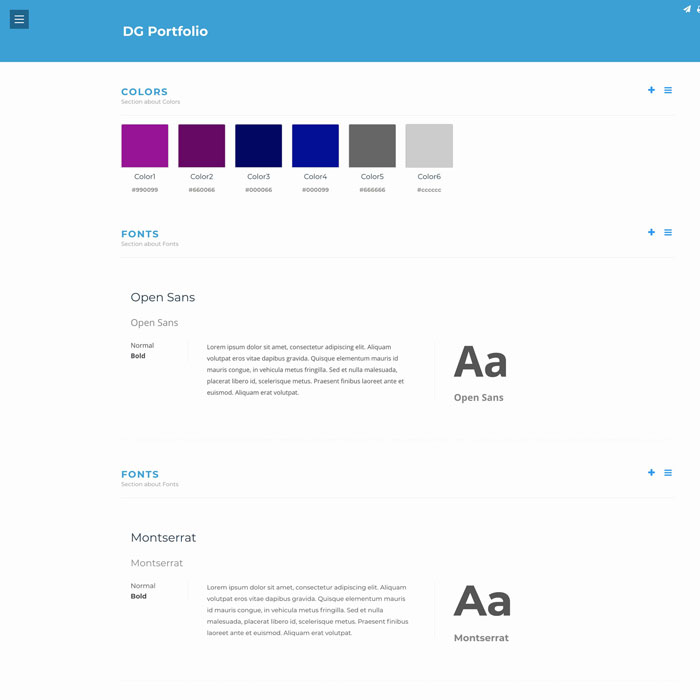 DG Portfolio
COLORS
Section about Colors
Color1 Color2 Color3 Color4 Color5 Color6
#990099 #660066 #000066 #000099 #666666 #cccccc
FONTS
Section about Fonts
Open Sans
Open Sans
Normal
Bold
Lorem ipsum dolor sit amet, consectetur adipiscing elit. Aliquam
volutpat eros vitae dapibus gravida. Quisque elementum mauris id
mauris congue, in vehicula metus fringilla. Sed et nulla malesuada,
placerat libero id, scelerisque metus. Praesent finibus laoreet ante et
euismod. Aliquam erat volutpat.
Aa
Open Sans
FONTS
Section about Fonts
Montserrat
Montserrat
Normal
Bold
Lorem ipsum dolor sit amet, consectetur adipiscing elit. Aliquam
volutpat eros vitae dapibus gravida. Quisque elementum mauris
id mauris congue, in vehicula metus fringilla. Sed et nulla
malesuada, placerat libero id, scelerisque metus. Praesent finibus
laoreet ante et euismod. Aliquam erat volutpat.
Aa
Montserrat